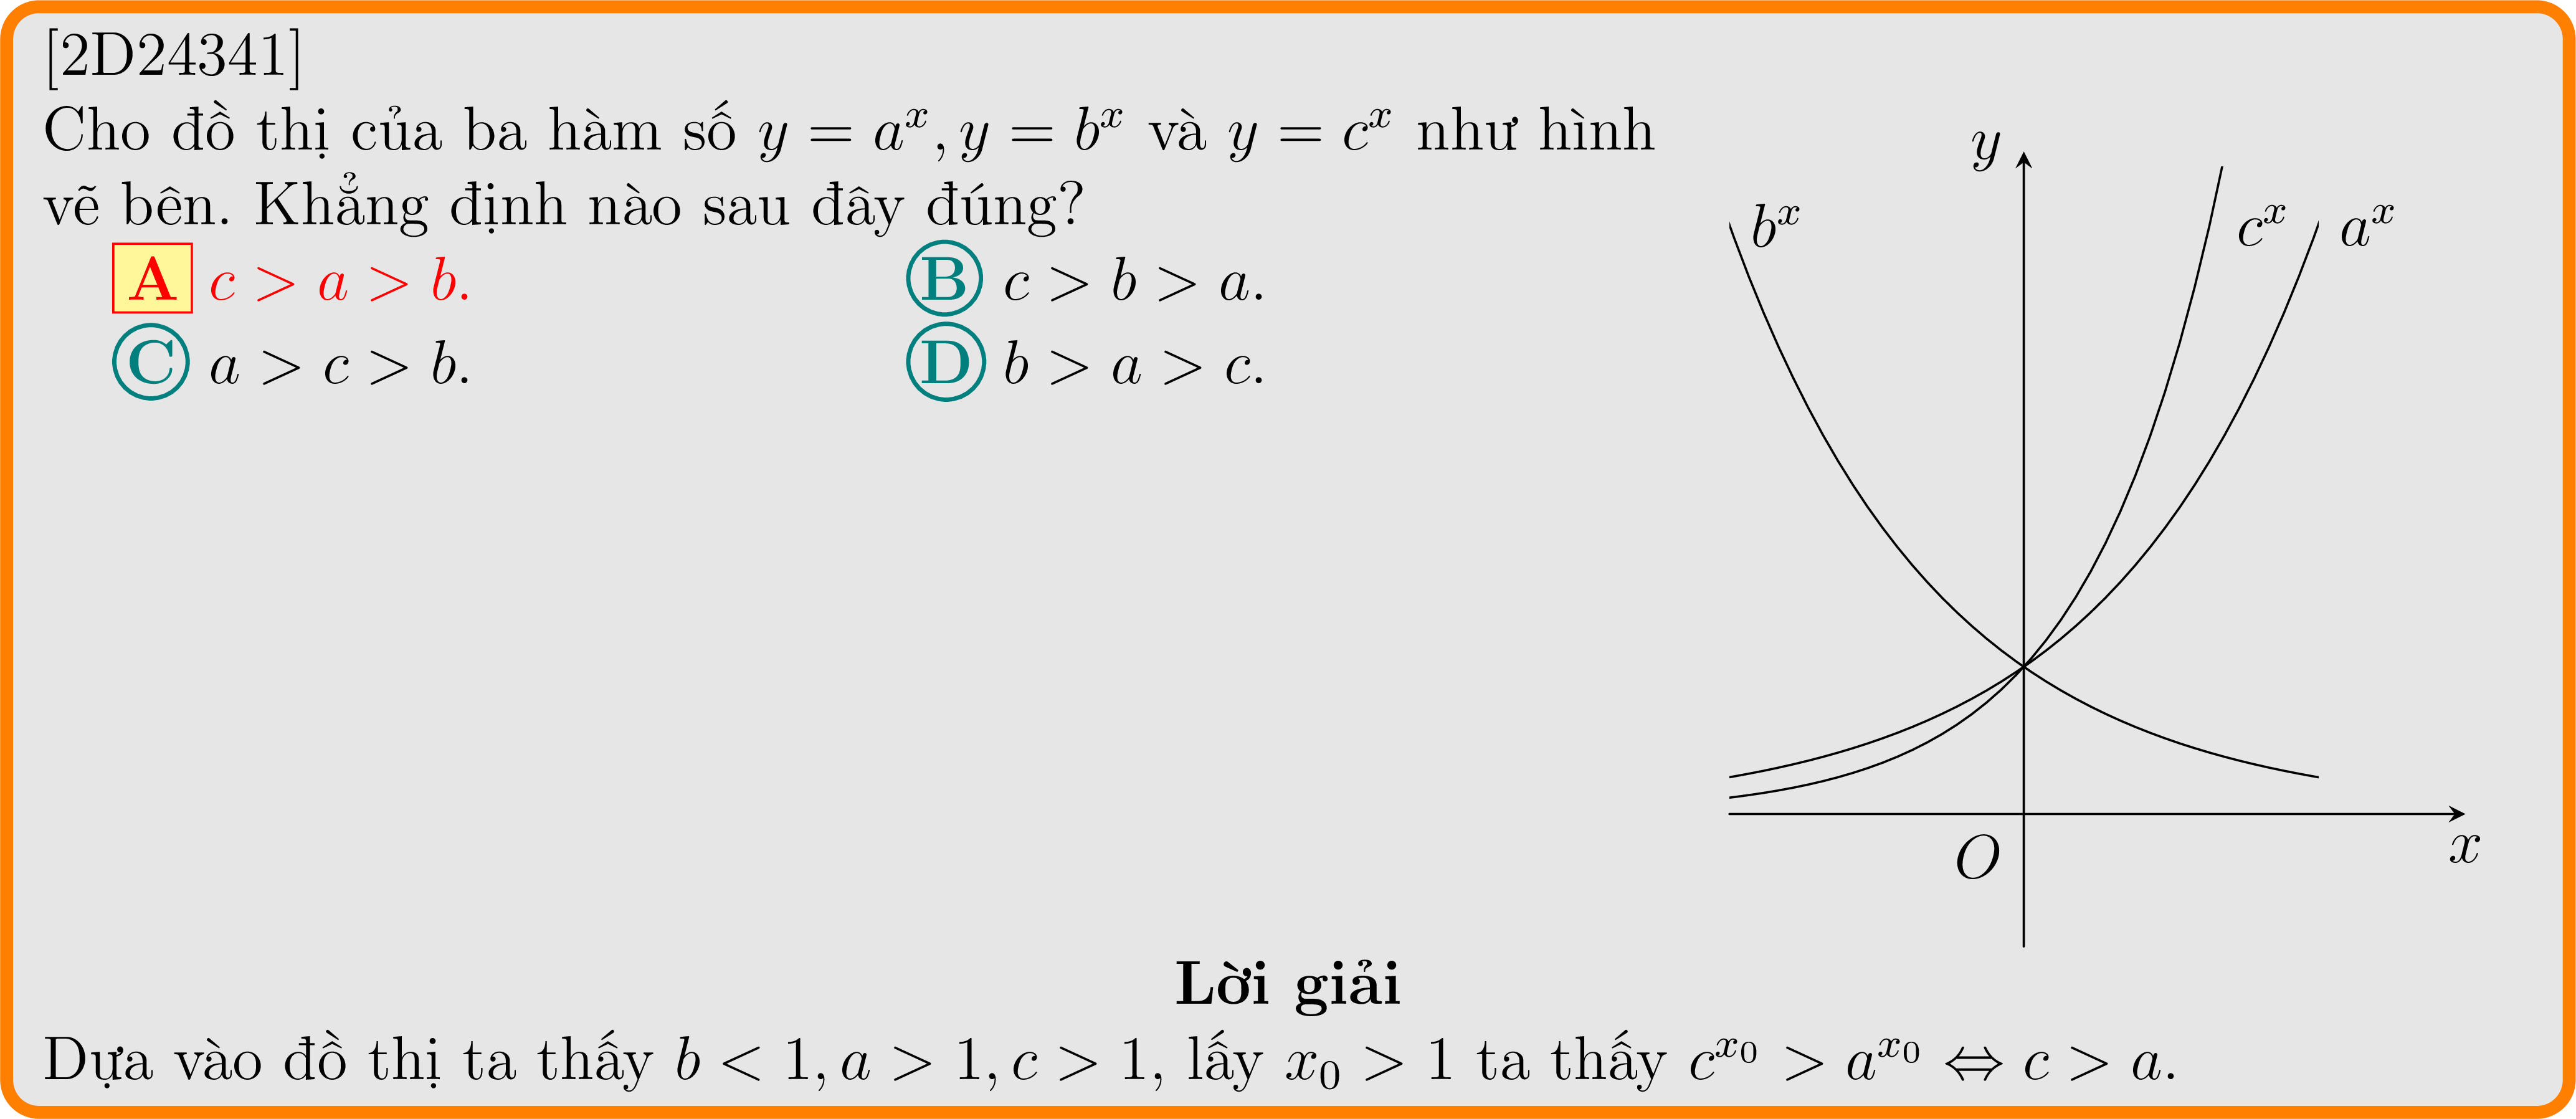 [2D24341]
Cho đồ thị của ba hàm số y = a^x, y = b^x và y = c^x như hình
vẽ bên. Khẳng định nào sau đây đúng?
A c > a > b.
B c > b > a.
C a > c > b.
D b > a > c.
y
b^x
c^x
a^x
O
x
Lời giải
Dựa vào đồ thị ta thấy b < 1, a > 1, c > 1, lấy x_0 > 1 ta thấy c^{x_0} > a^{x_0} ⇔ c > a.